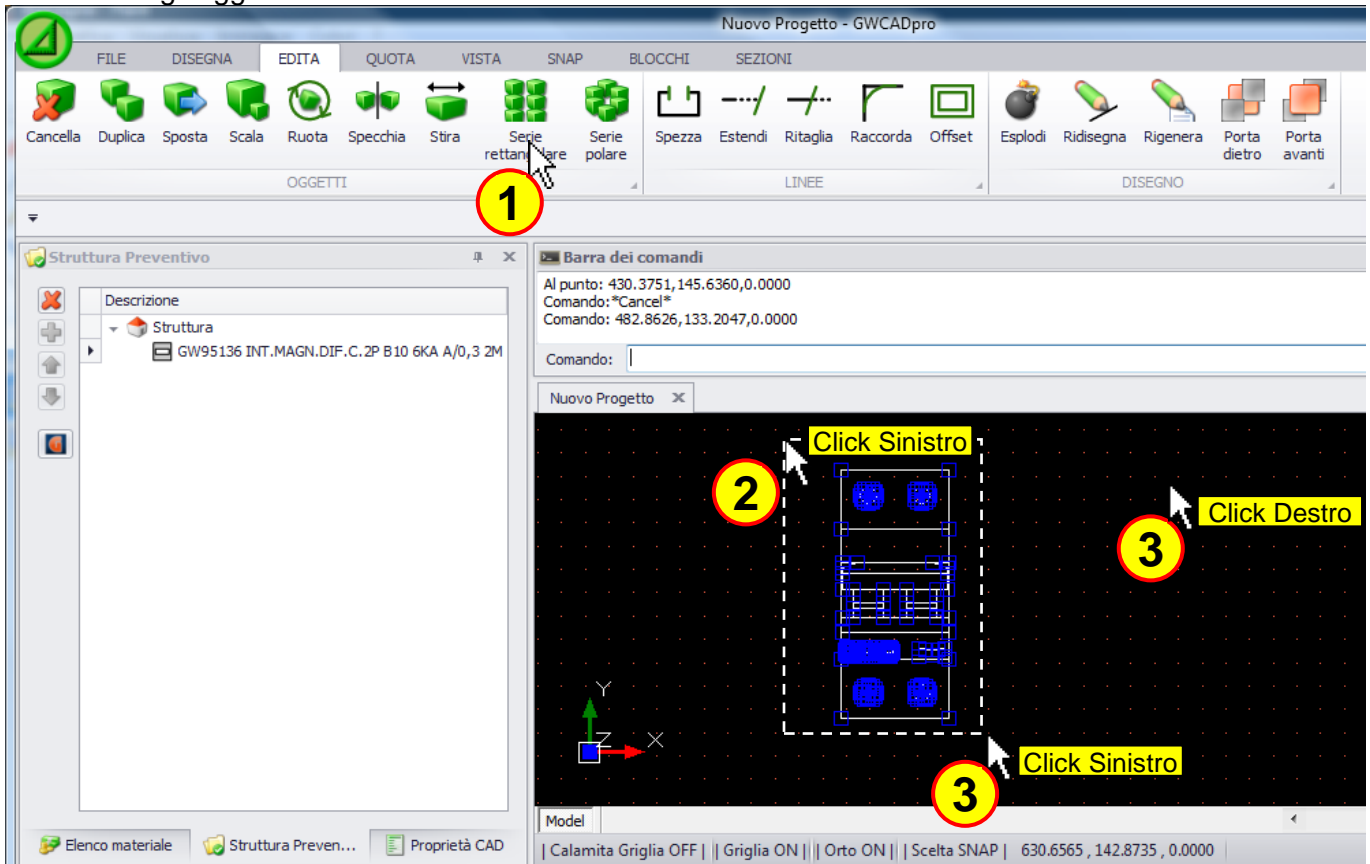 Nuovo Progetto - GWCADpro
FILE DISEGNA EDITA QUOTA VISTA SNAP BLOCCHI SEZIONI
Cancella Duplica Sposta Scala Ruota Specchia Stira Serie rettangolare Serie polare Spezza Estendi Ritaglia Raccorda Offset Esplodi Ridisegna Rigenera Porta dietro Porta avanti
OGGETTI LINEE DISEGNO
1
Struttura Preventivo
Descrizione
Struttura
GW95136 INT.MAGN.DIF.C.2P B10 6KA A/0,3 2M
Barra dei comandi
Al punto: 430.3751,145.6360,0.0000
Comando:*Cancel*
Comando: 482.8626,133.2047,0.0000
Comando:
Nuovo Progetto
Click Sinistro
2
Click Destro
3
Y
Z X
Click Sinistro
3
Model
Elenco materiale Struttura Preven... Proprietà CAD
| Calamita Griglia OFF | | Griglia ON | | Orto ON | | Scelta SNAP | 630.6565 , 142.8735 , 0.0000